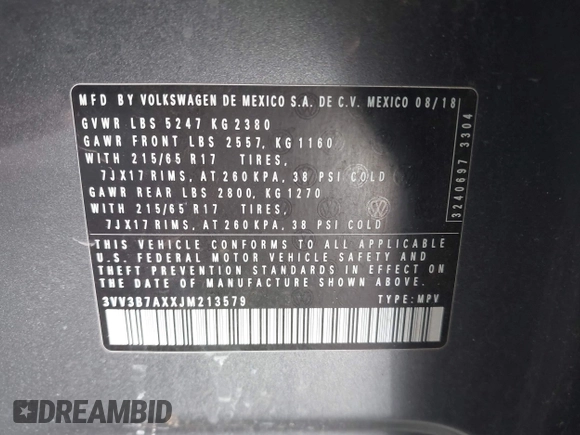 MFD BY VOLKSWAGEN DE MEXICO S.A. DE C.V. MEXICO 08/18
GVWR LBS 5247 KG 2380
GAWR FRONT LBS 2557, KG 1160
WITH 215/65 R17 TIRES,
7JX17 RIMS, AT 260 KPA, 38 PSI COLD
GAWR REAR LBS 2800, KG 1270
WITH 215/65 R17 TIRES,
7JX17 RIMS, AT 260 KPA, 38 PSI COLD
THIS VEHICLE CONFORMS TO ALL APPLICABLE
U.S. FEDERAL MOTOR VEHICLE SAFETY AND
THEFT PREVENTION STANDARDS IN EFFECT ON
THE DATE OF MANUFACTURE SHOWN ABOVE.
3VV3B7AXXJM213579 TYPE: MPV
3240697 3304
DREAMBID